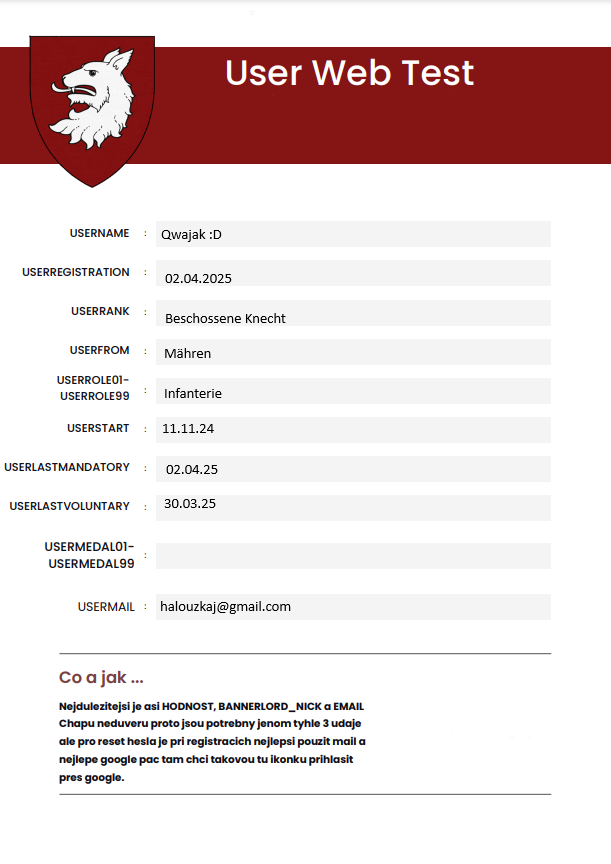 User Web Test
USERNAME : Qwajak :D
USERREGISTRATION : 02.04.2025
USERRANK : Beschossene Knecht
USERFROM : Mähren
USERROLE01-
USERROLE99 : Infanterie
USERSTART : 11.11.24
USERLASTMANDATORY : 02.04.25
USERLASTVOLUNTARY : 30.03.25
USERMEDAL01-
USERMEDAL99 :
USERMAIL : halouzkaj@gmail.com
Co a jak ...
Nejdulezitejsi je asi HODNOST, BANNERLORD_NICK a EMAIL
Chapu neduveru proto jsou potrebny jenom tyhle 3 udaje
ale pro reset hesla je pri registracich nejlepsi pouzit mail a
nejlepe google pac tam chci takovou tu ikonku prihlasit
pres google.